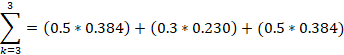 3
∑ = (0.5 * 0.384) + (0.3 * 0.230) + (0.5 * 0.384)
k=3